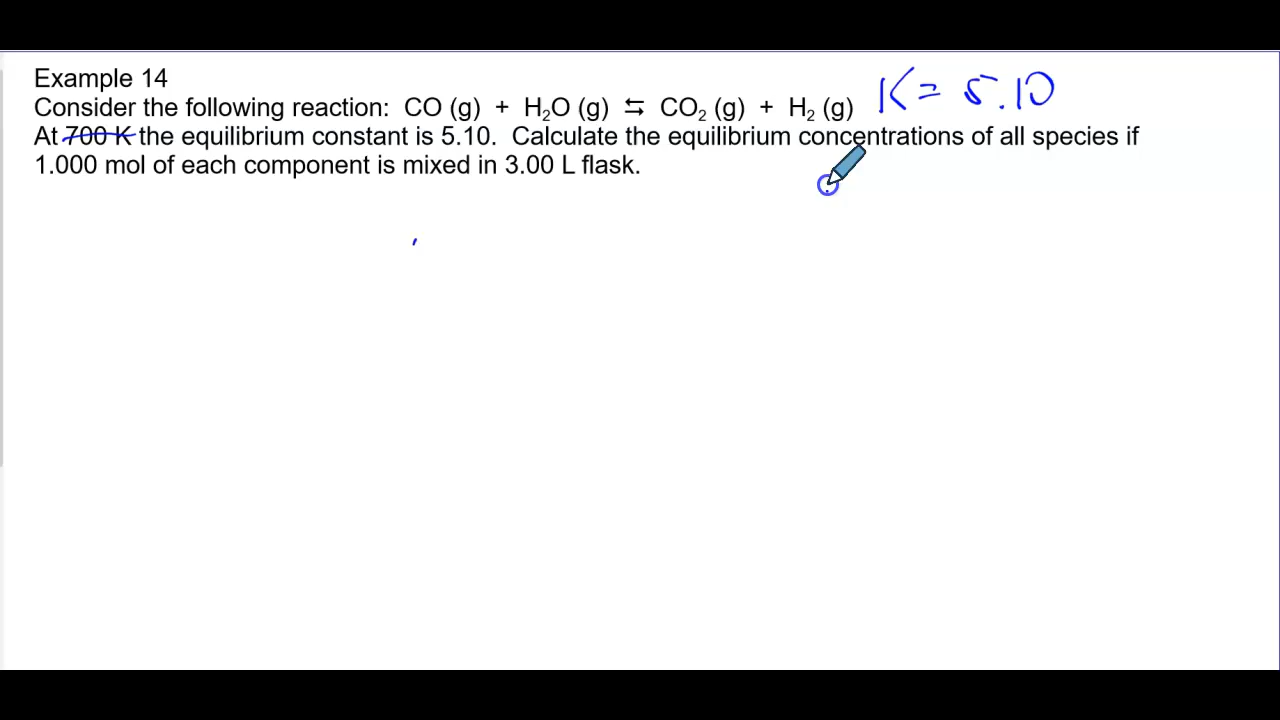 Example 14
Consider the following reaction: CO (g) + H₂O (g) ⇆ CO₂ (g) + H₂ (g) K = 5.10
At 700 K the equilibrium constant is 5.10. Calculate the equilibrium concentrations of all species if
1.000 mol of each component is mixed in 3.00 L flask.